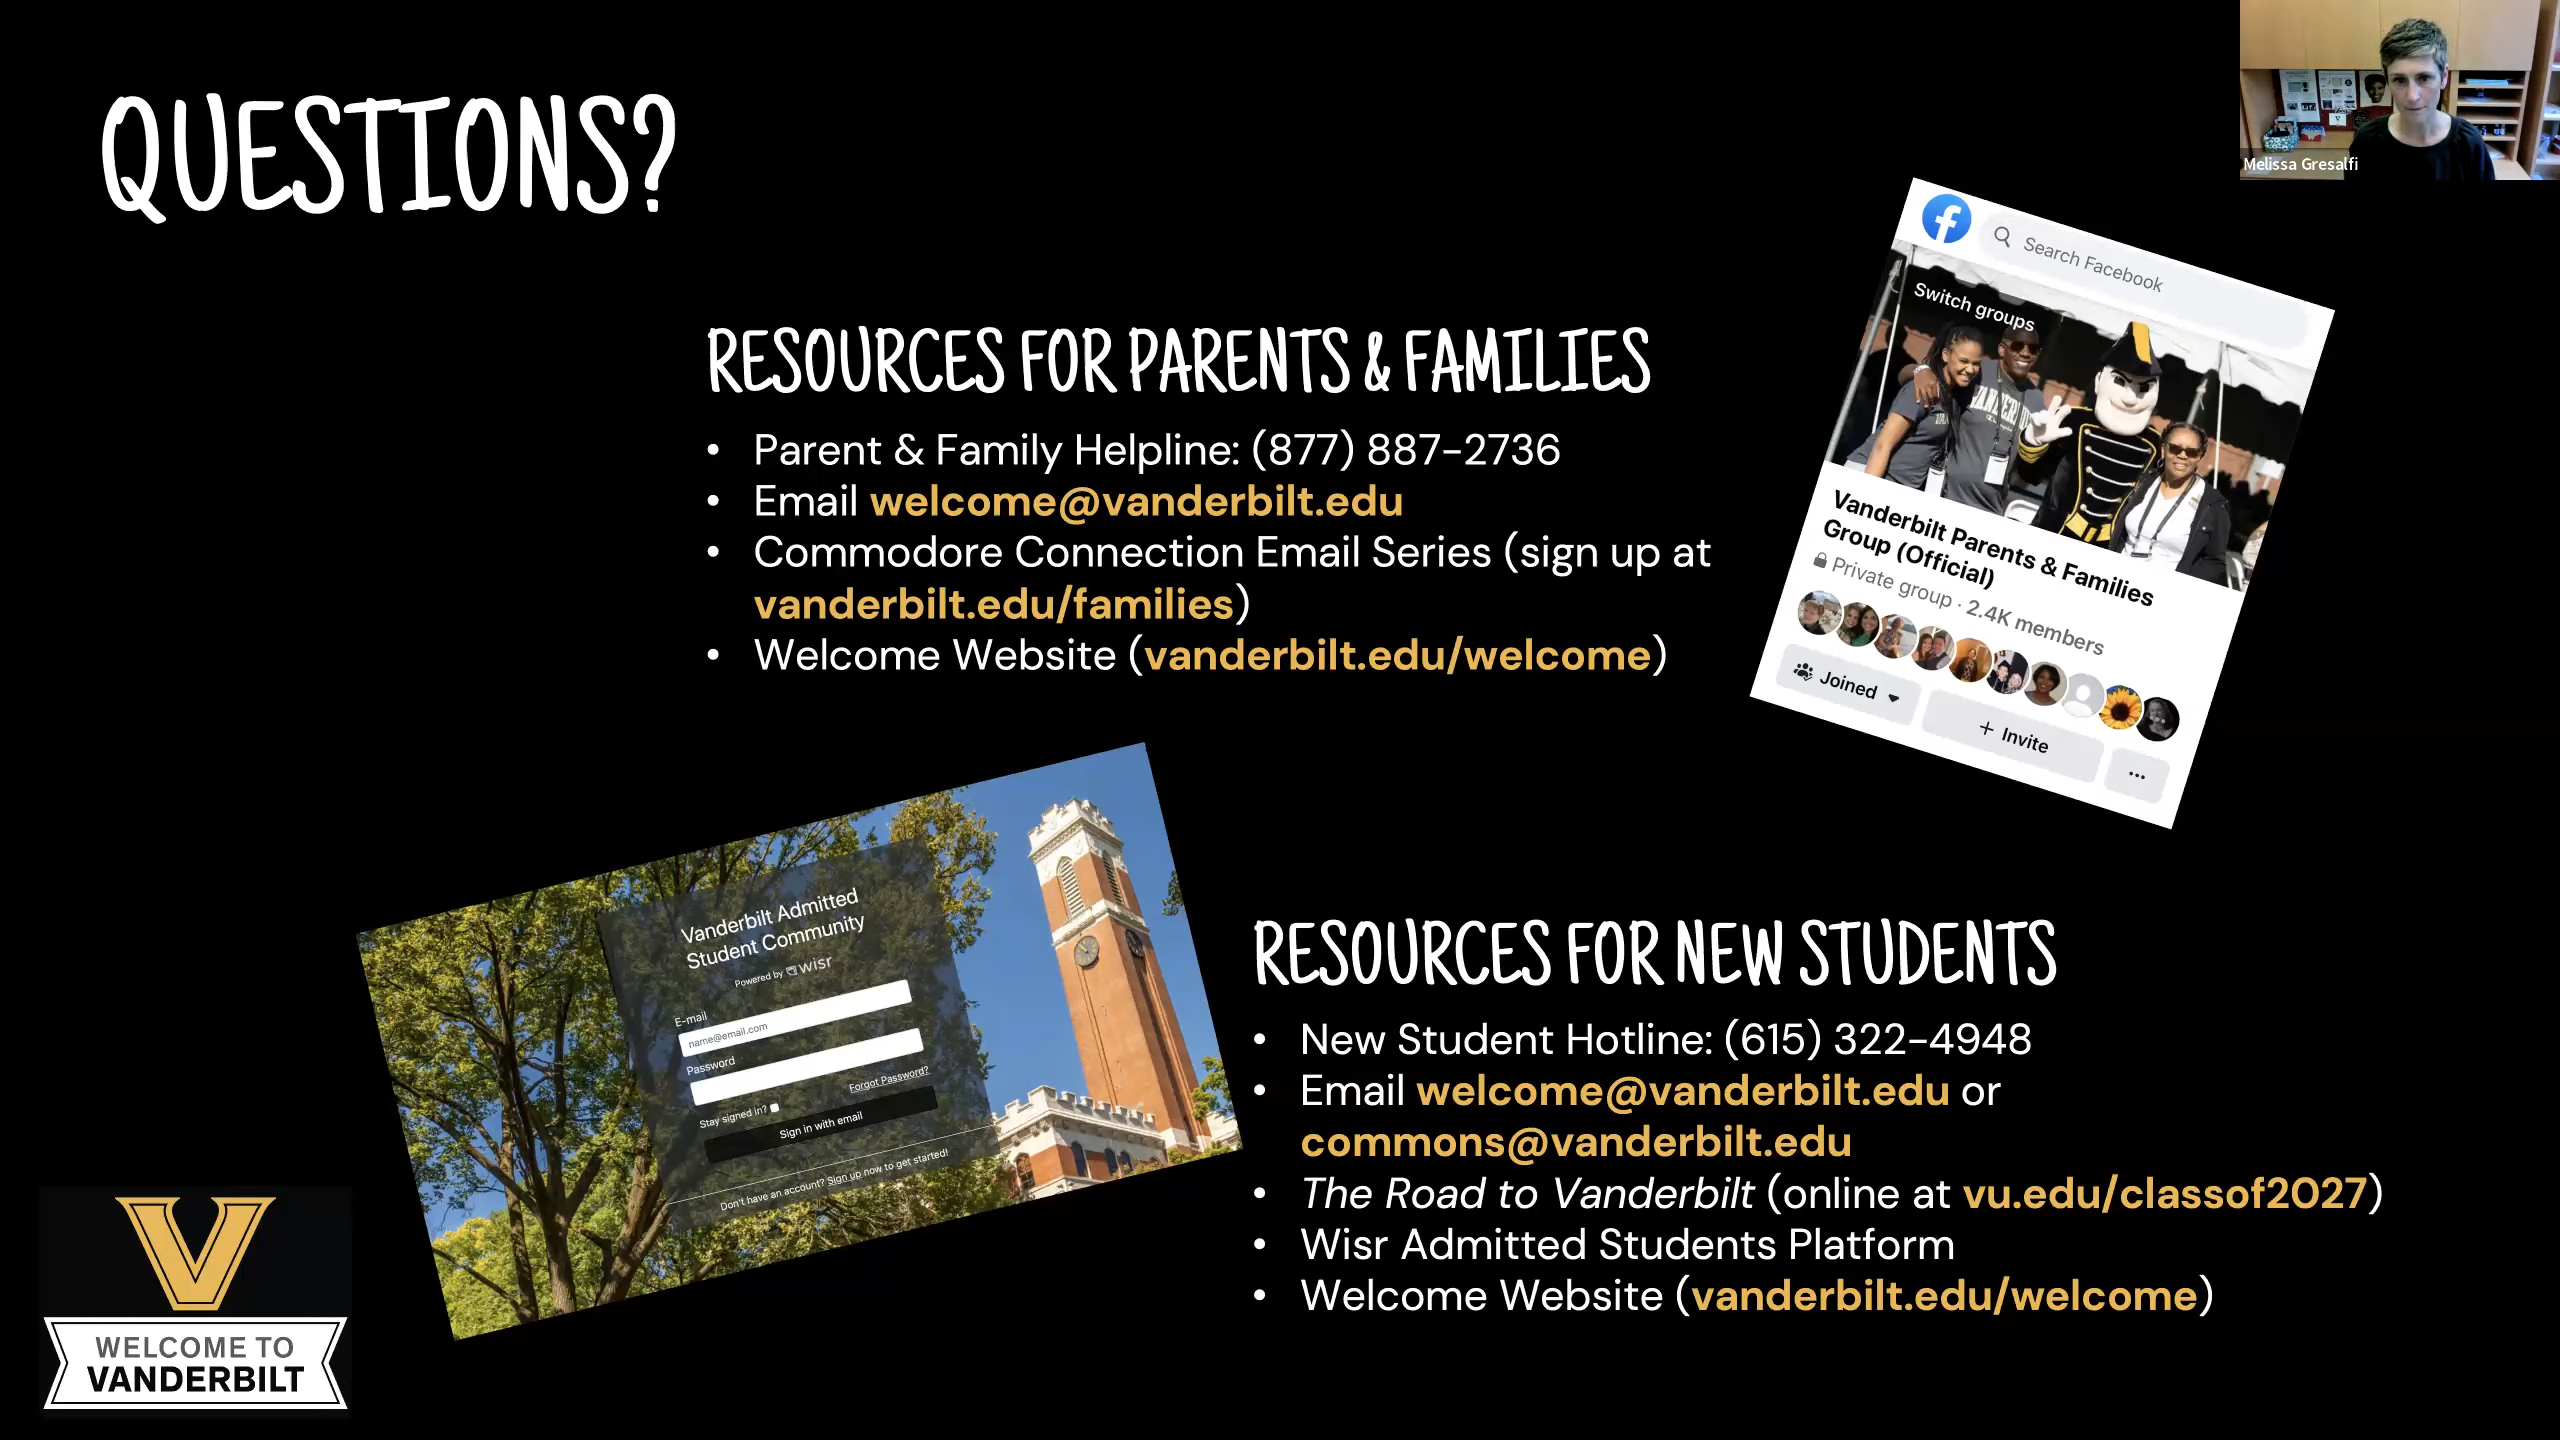 QUESTIONS?
Melissa Gresalfi
RESOURCES FOR PARENTS & FAMILIES
• Parent & Family Helpline: (877) 887-2736
• Email welcome@vanderbilt.edu
• Commodore Connection Email Series (sign up at
vanderbilt.edu/families)
• Welcome Website (vanderbilt.edu/welcome)
Search Facebook
Switch groups
Vanderbilt Parents & Families
Group (Official)
Private group · 2.4K members
Joined
+ Invite
...
Vanderbilt Admitted
Student Community
Powered by wisr
E-mail
name@email.com
Password
Forgot Password?
Stay signed in?
Sign in with email
Don't have an account? Sign up now to get started!
RESOURCES FOR NEW STUDENTS
• New Student Hotline: (615) 322-4948
• Email welcome@vanderbilt.edu or
commons@vanderbilt.edu
• The Road to Vanderbilt (online at vu.edu/classof2027)
• Wisr Admitted Students Platform
• Welcome Website (vanderbilt.edu/welcome)
V
WELCOME TO
VANDERBILT